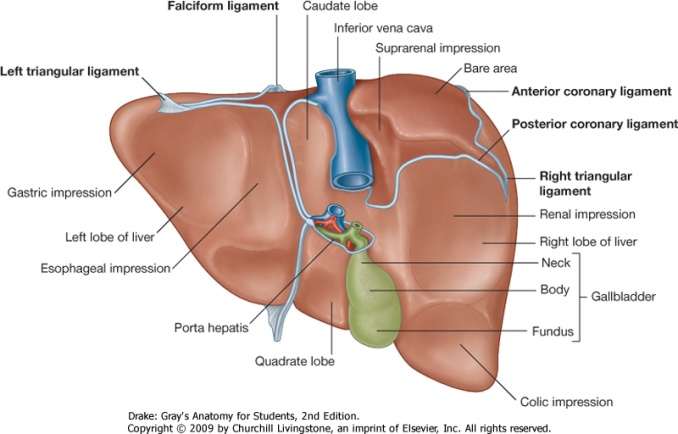 Falciform ligament
Caudate lobe
Inferior vena cava
Suprarenal impression
Bare area
Left triangular ligament
Anterior coronary ligament
Posterior coronary ligament
Right triangular
ligament
Gastric impression
Renal impression
Left lobe of liver
Right lobe of liver
Esophageal impression
Neck
Body
Gallbladder
Porta hepatis
Fundus
Quadrate lobe
Colic impression
Drake: Gray's Anatomy for Students, 2nd Edition.
Copyright © 2009 by Churchill Livingstone, an imprint of Elsevier, Inc. All rights reserved.